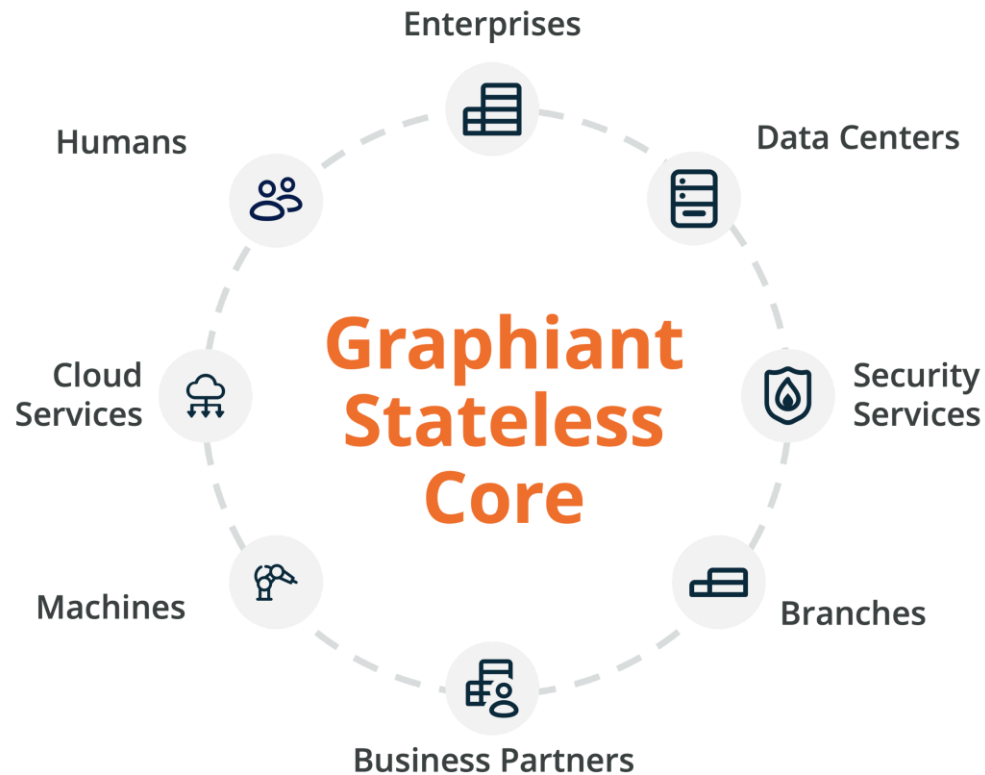 Enterprises
Humans
Data Centers
Graphiant
Stateless
Core
Cloud
Services
Security
Services
Machines
Branches
Business Partners